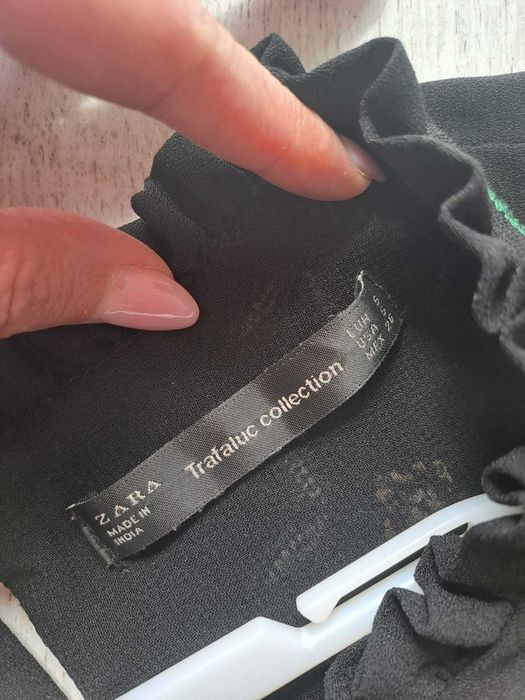 ZARA
MADE IN
INDIA
Trafaluc collection
EUR S
USA S
MEX 26